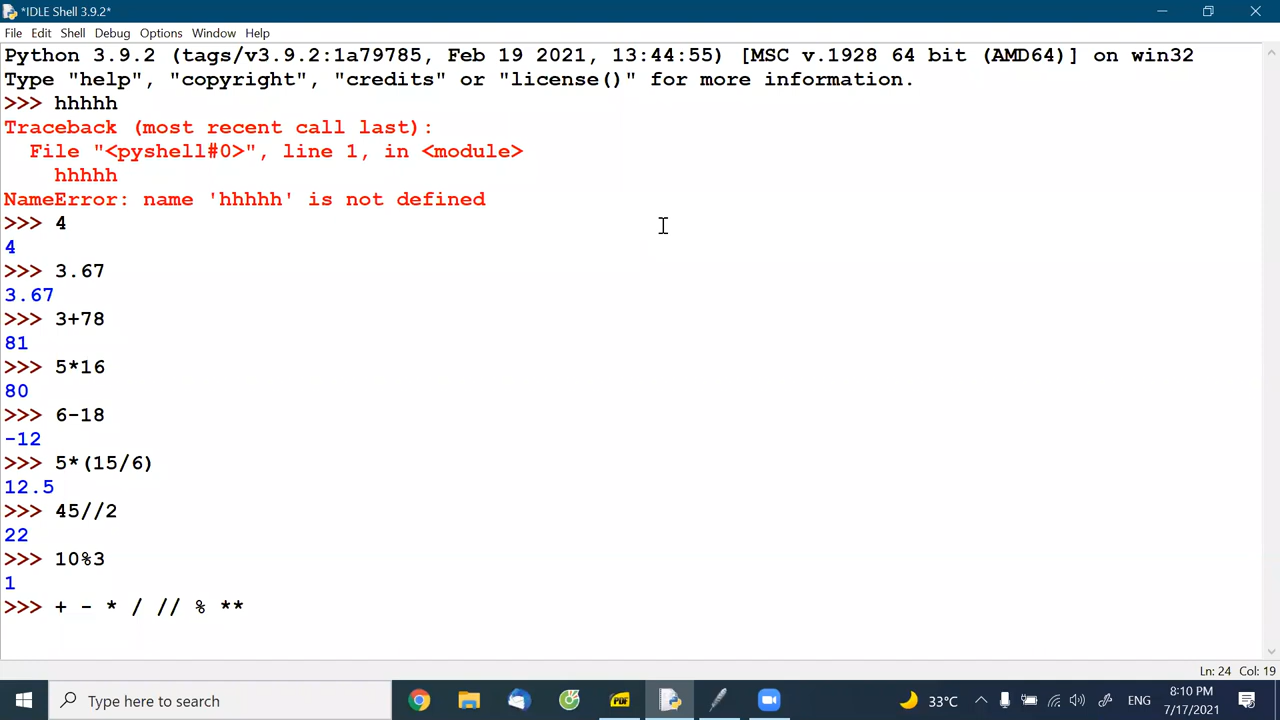 *IDLE Shell 3.9.2*
File Edit Shell Debug Options Window Help
Python 3.9.2 (tags/v3.9.2:1a79785, Feb 19 2021, 13:44:55) [MSC v.1928 64 bit (AMD64)] on win32
Type "help", "copyright", "credits" or "license()" for more information.
>>> hhhhh
Traceback (most recent call last):
  File "<pyshell#0>", line 1, in <module>
    hhhhh
NameError: name 'hhhhh' is not defined
>>> 4
4
>>> 3.67
3.67
>>> 3+78
81
>>> 5*16
80
>>> 6-18
-12
>>> 5*(15/6)
12.5
>>> 45//2
22
>>> 10%3
1
>>> + - * / // % **
Ln: 24 Col: 19
Type here to search
PDF
33°C
ENG
8:10 PM
7/17/2021